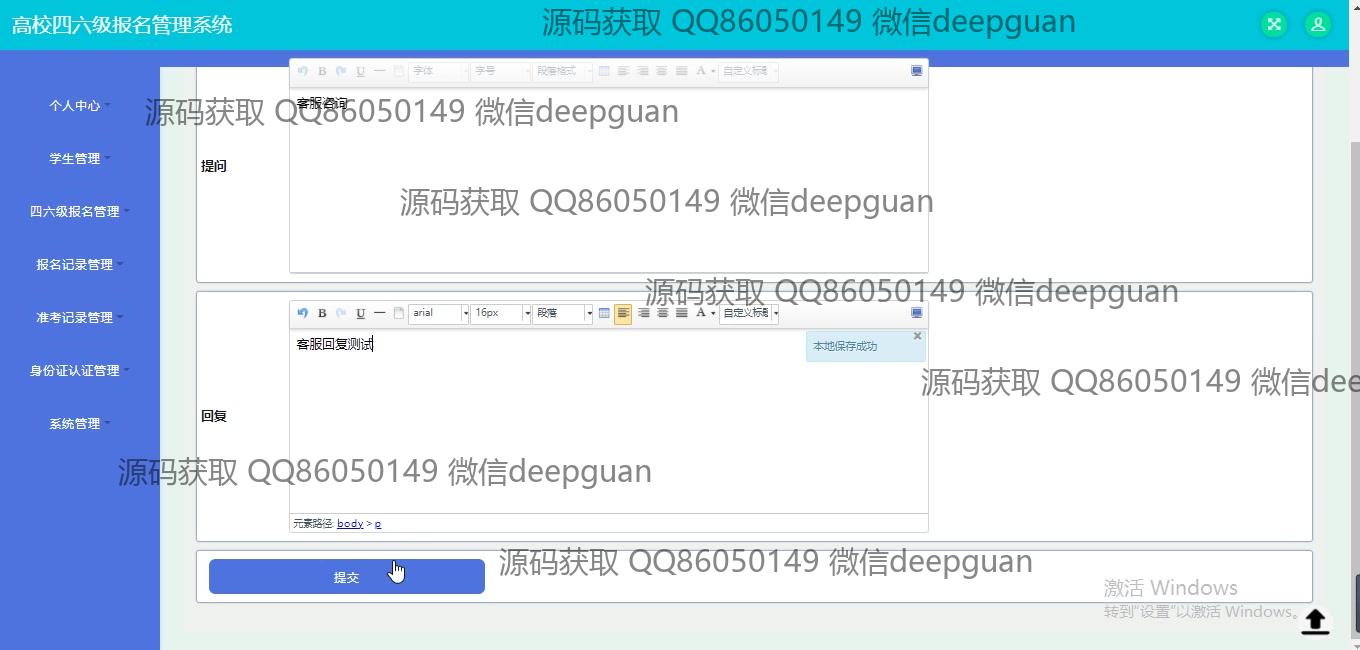 高校四六级报名管理系统
源码获取 QQ86050149 微信deepguan
B U 字体 字号 段落格式 A 自定义标题
个人中心
客服咨询
源码获取 QQ86050149 微信deepguan
学生管理
提问
四六级报名管理
源码获取 QQ86050149 微信deepguan
报名记录管理
源码获取 QQ86050149 微信deepguan
准考记录管理
B U arial 16px 段落 A 自定义标题
客服回复测试
本地保存成功
身份证认证管理
源码获取 QQ86050149 微信dee
系统管理
回复
源码获取 QQ86050149 微信deepguan
元素路径: body > p
源码获取 QQ86050149 微信deepguan
提交
激活 Windows
转到“设置”以激活 Windows。